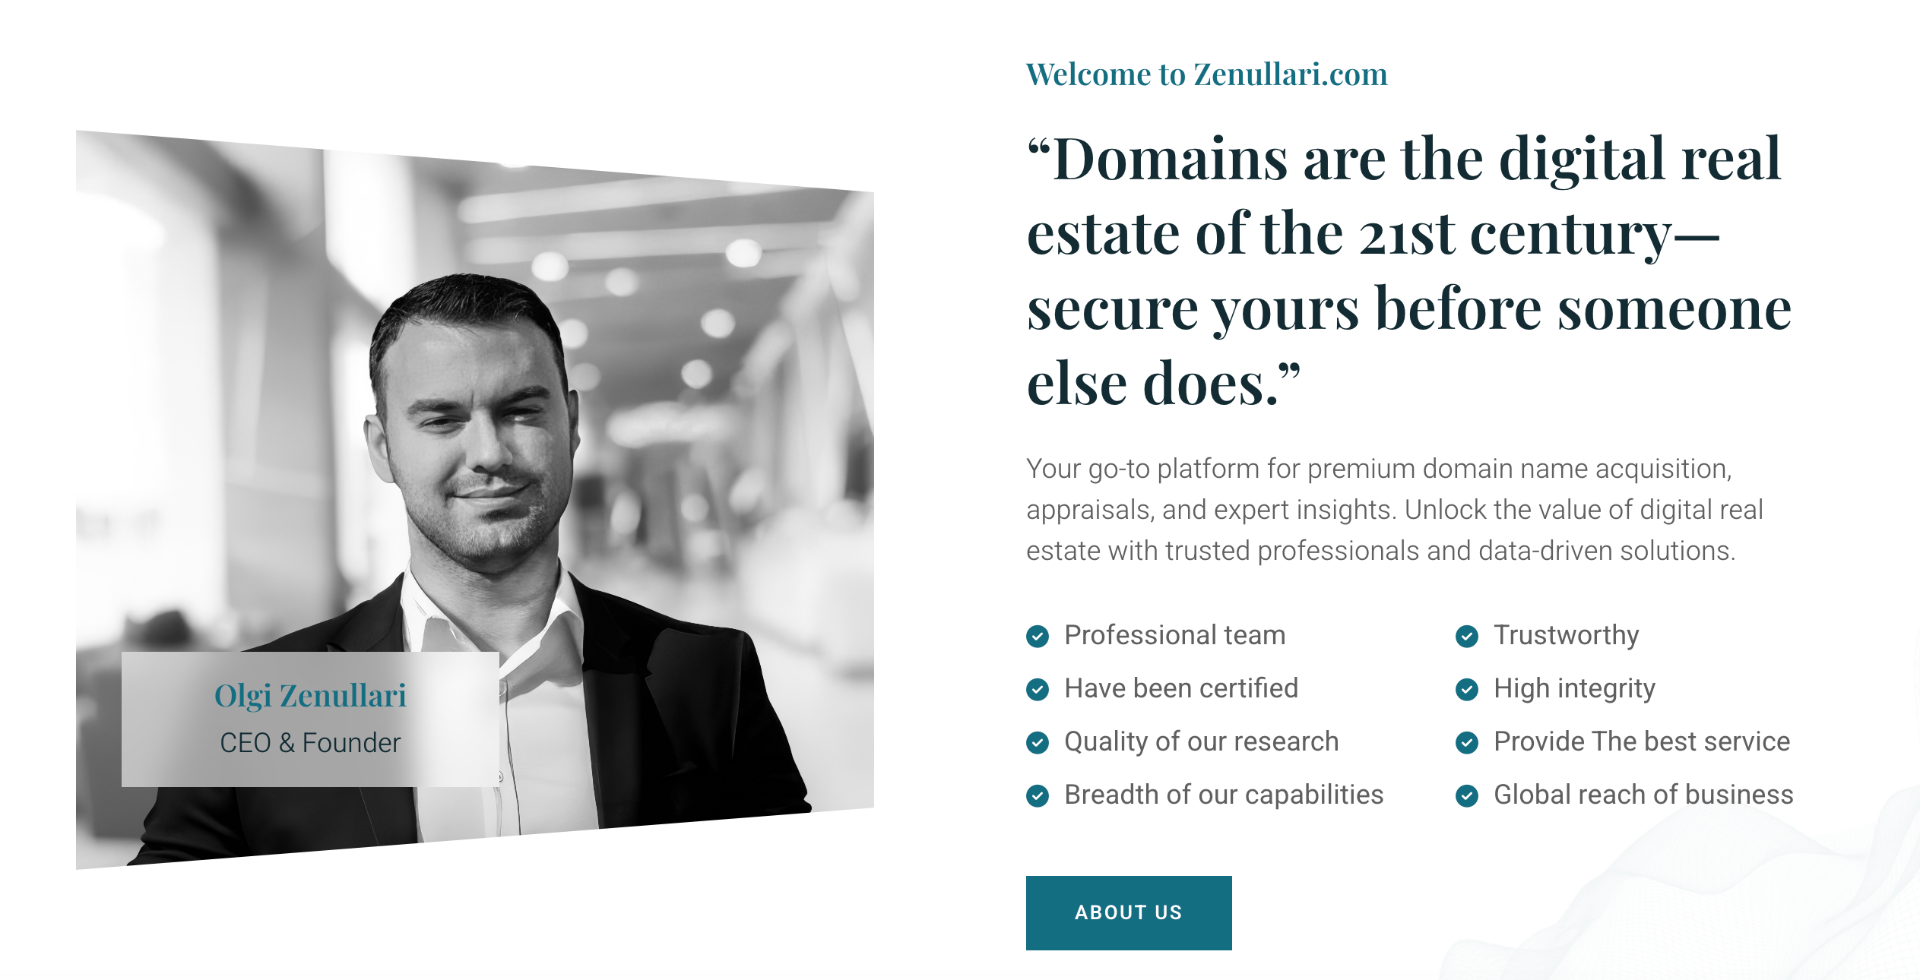 Welcome to Zenullari.com
“Domains are the digital real
estate of the 21st century—
secure yours before someone
else does.”
Your go-to platform for premium domain name acquisition,
appraisals, and expert insights. Unlock the value of digital real
estate with trusted professionals and data-driven solutions.
Professional team
Have been certified
Quality of our research
Breadth of our capabilities
Trustworthy
High integrity
Provide The best service
Global reach of business
ABOUT US
Olgi Zenullari
CEO & Founder